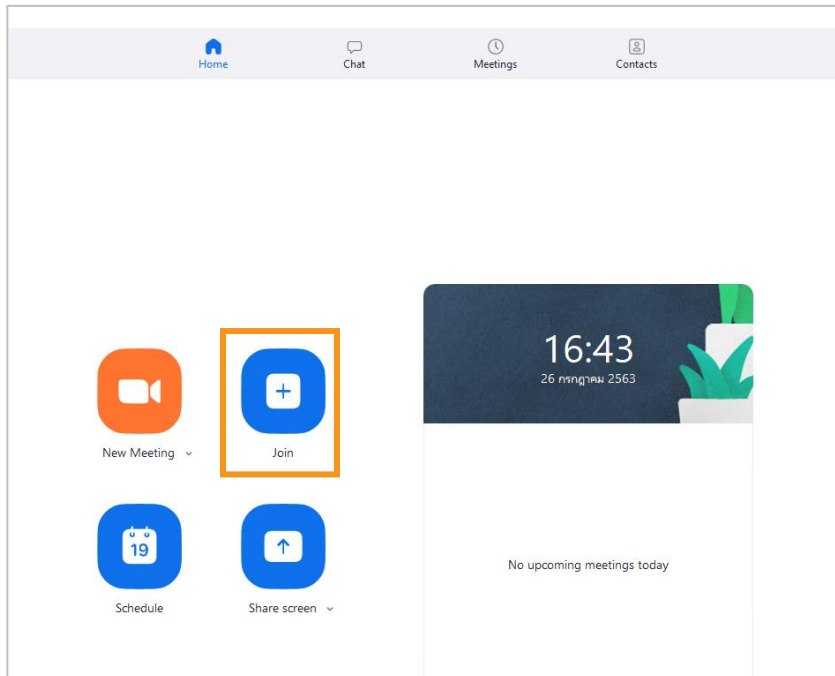 Home
Chat
Meetings
Contacts
16:43
26 กรกฎาคม 2563
New Meeting
Join
19
Schedule
Share screen
No upcoming meetings today